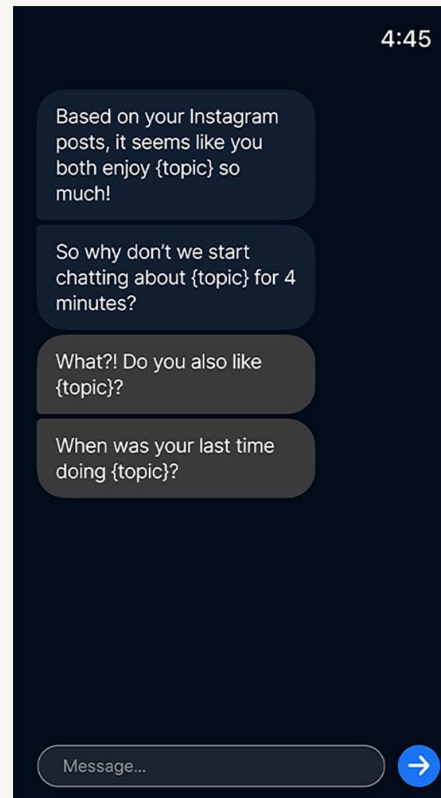 4:45
Based on your Instagram
posts, it seems like you
both enjoy {topic} so
much!
So why don’t we start
chatting about {topic} for 4
minutes?
What?! Do you also like
{topic}?
When was your last time
doing {topic}?
Message...